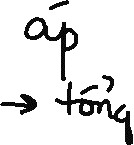 áp
→ tổng